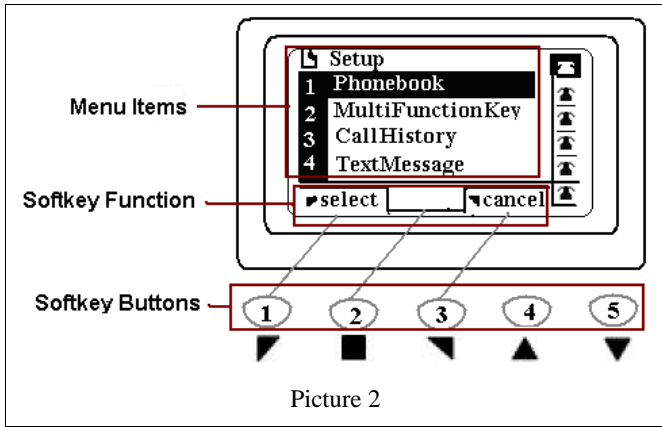 Setup
1 Phonebook
Menu Items
2 MultiFunctionKey
3 CallHistory
4 TextMessage
Softkey Function
select cancel
Softkey Buttons
1 2 3 4 5
Picture 2